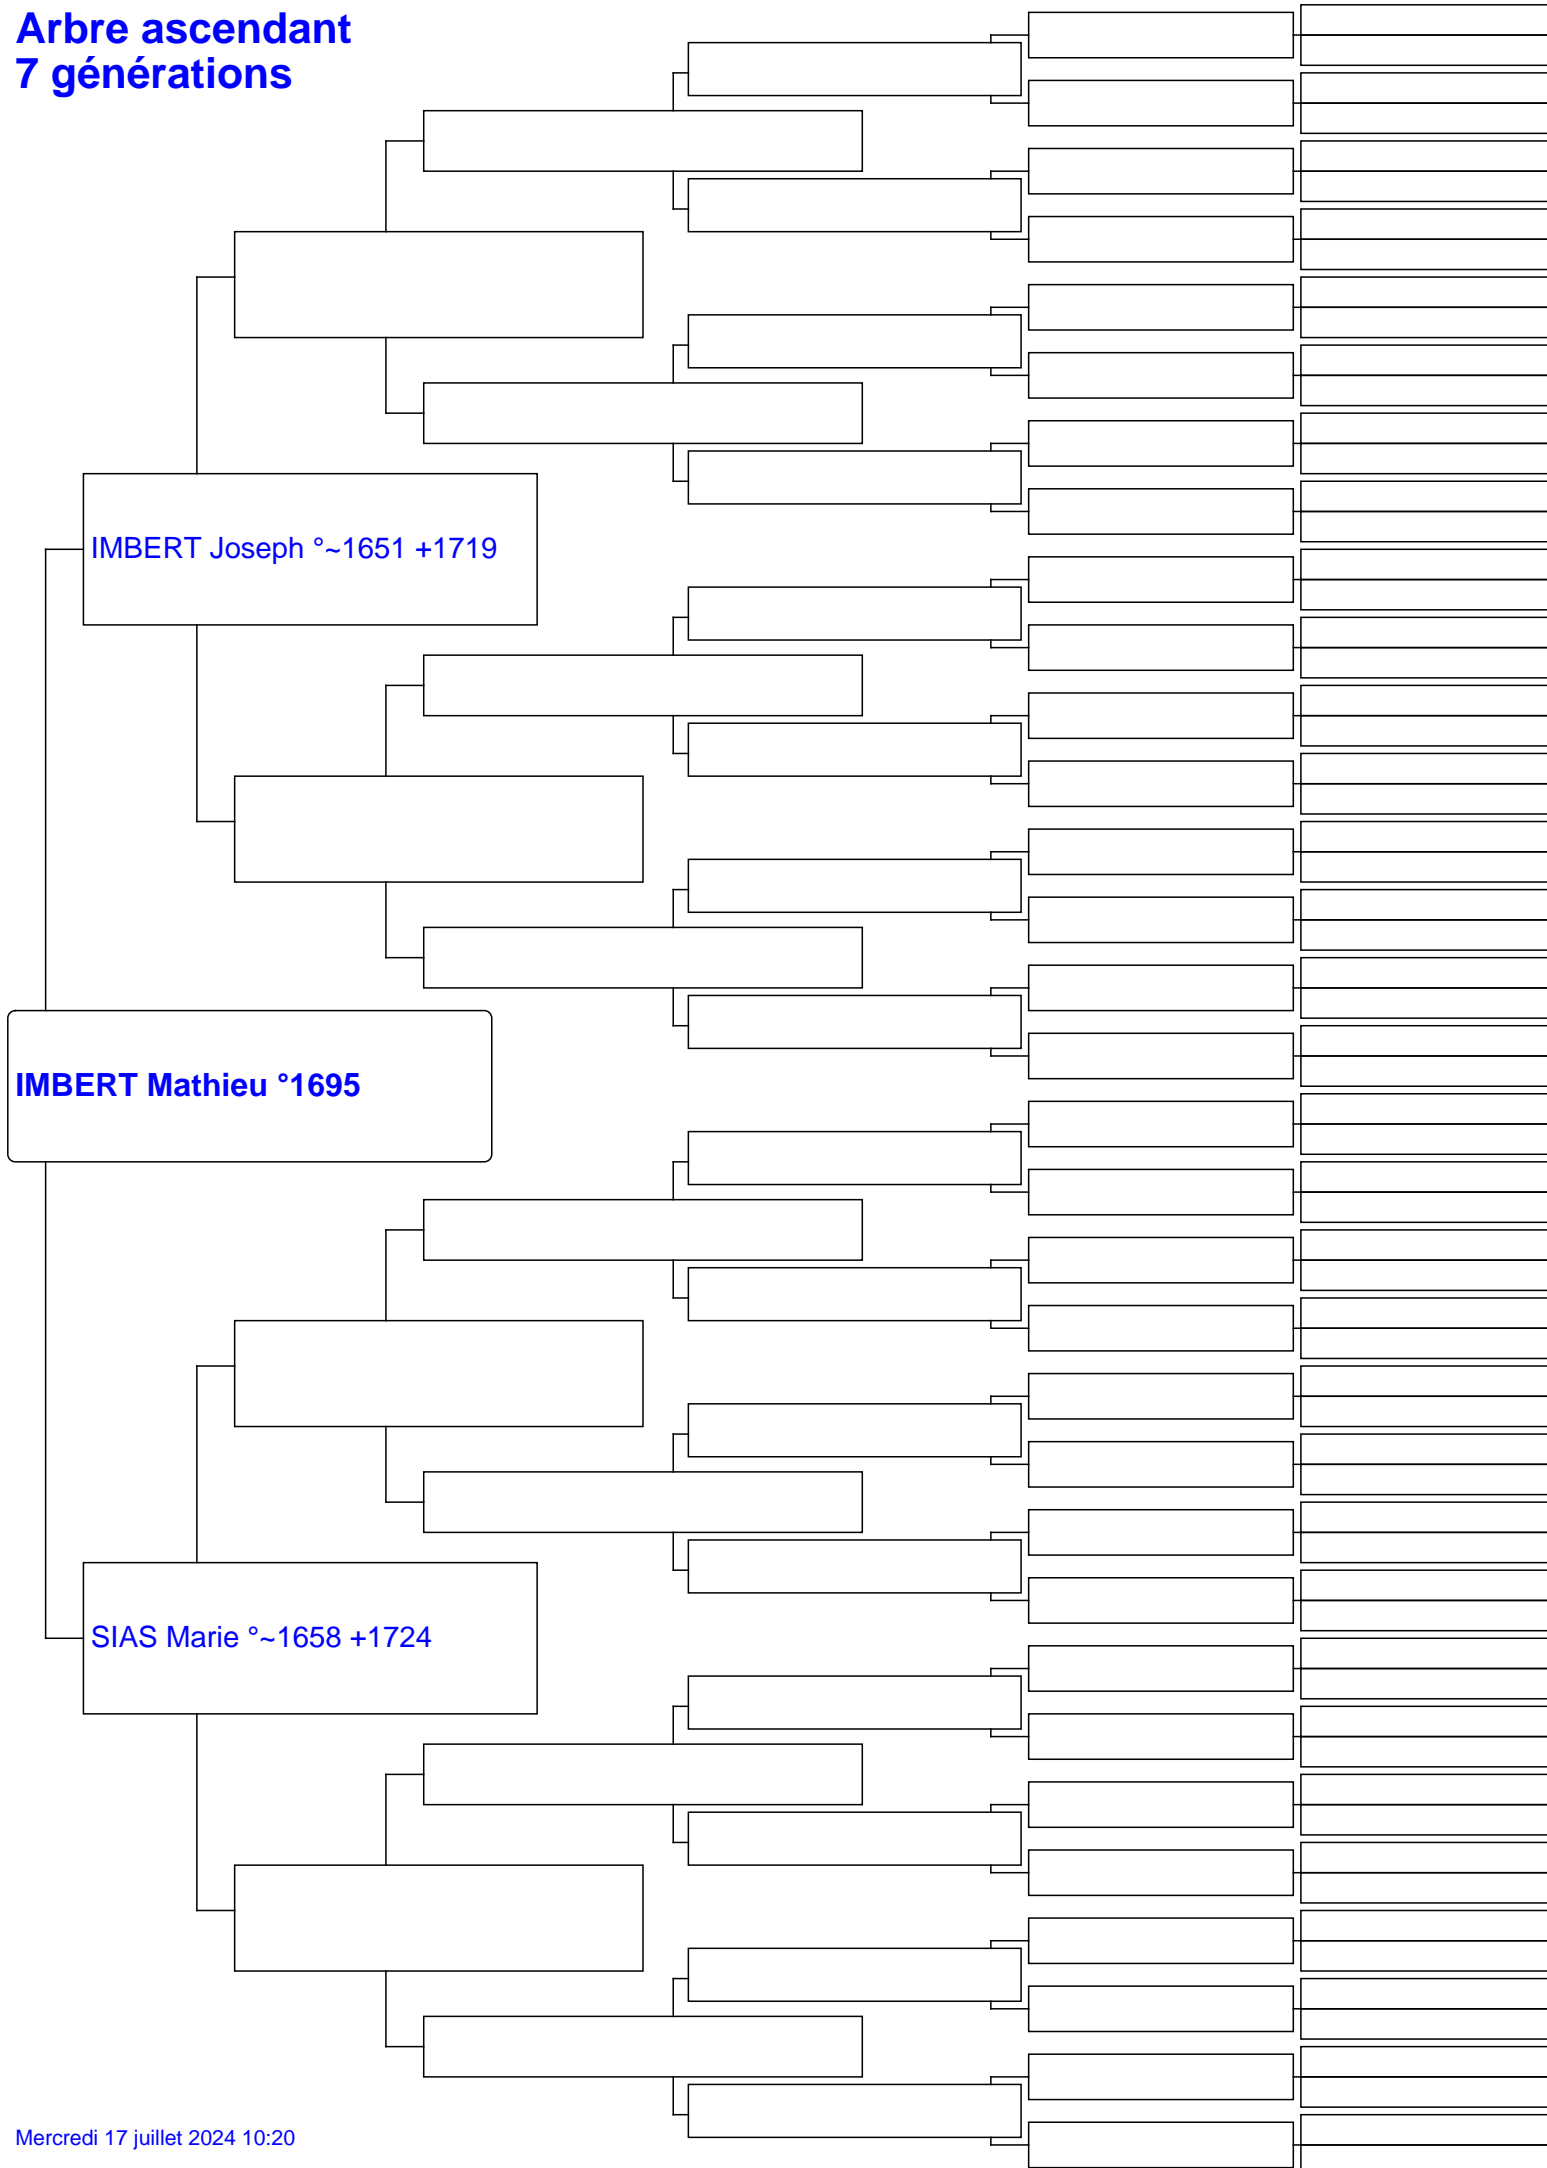 Arbre ascendant
7 générations
IMBERT Joseph °~1651 +1719
IMBERT Mathieu °1695
SIAS Marie °~1658 +1724
Mercredi 17 juillet 2024 10:20